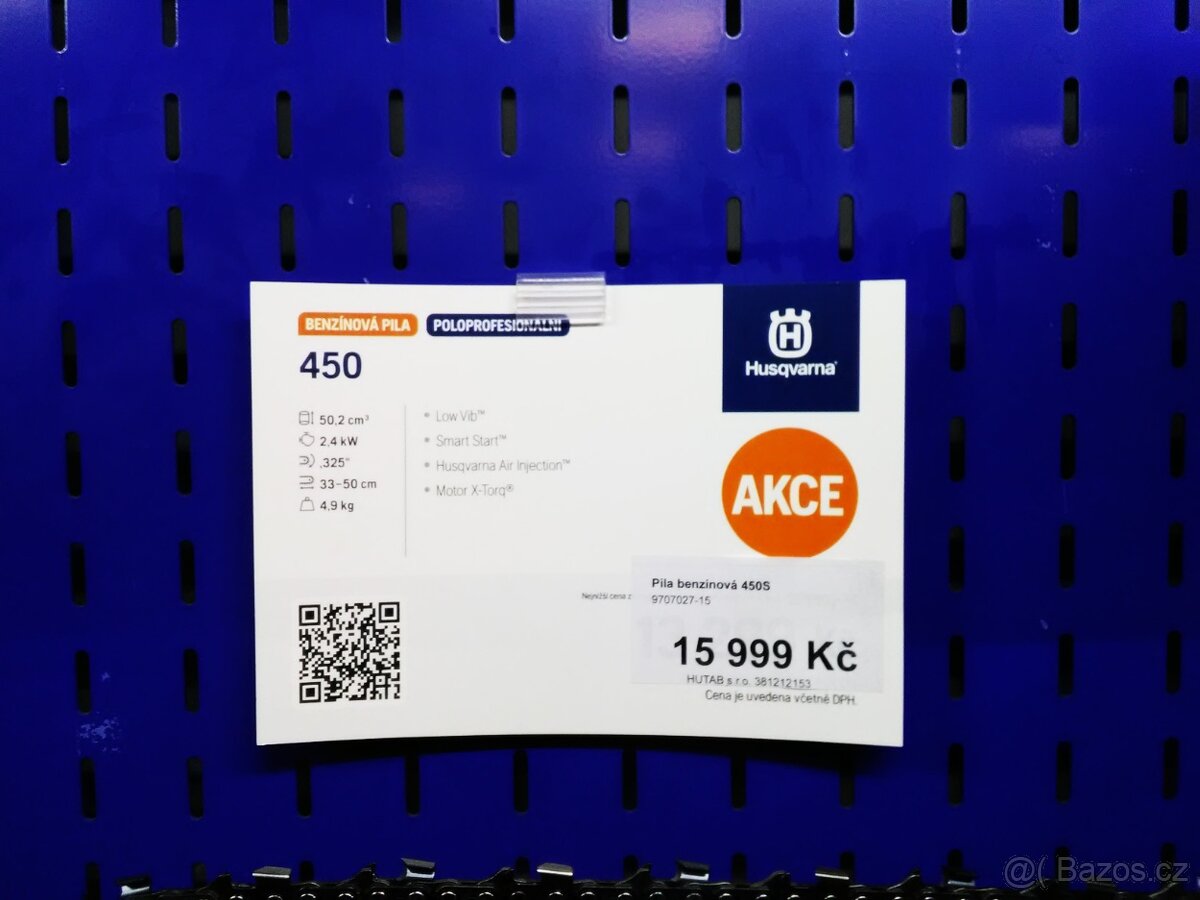 BENZÍNOVÁ PILA POLOPROFESIONÁLNÍ
450
50,2 cm³
2,4 kW
.325"
33–50 cm
4,9 kg
• Low Vib™
• Smart Start™
• Husqvarna Air Injection™
• Motor X-Torq®
H
Husqvarna
AKCE
Nejnižší cena z
Pila benzínová 450S
9707027-15
15 999 Kč
HUTAB s.r.o. 381212153
Cena je uvedena včetně DPH.
@( Bazos.cz